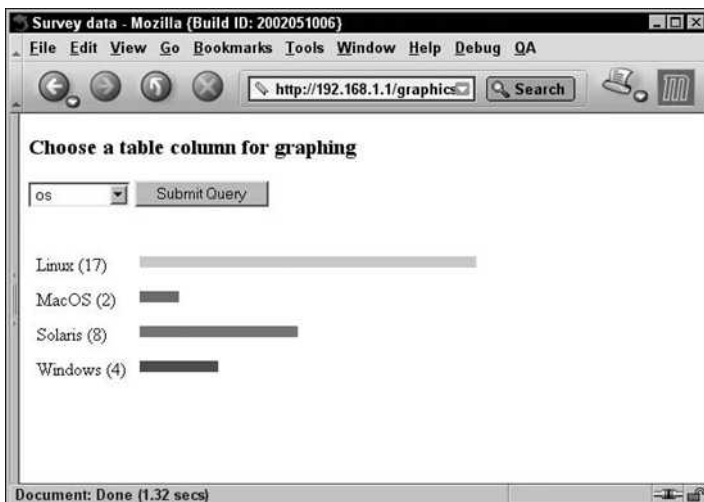 Survey data - Mozilla {Build ID: 2002051006}
File Edit View Go Bookmarks Tools Window Help Debug QA
http://192.168.1.1/graphics Search
Choose a table column for graphing
os Submit Query
Linux (17)
MacOS (2)
Solaris (8)
Windows (4)
Document: Done (1.32 secs)